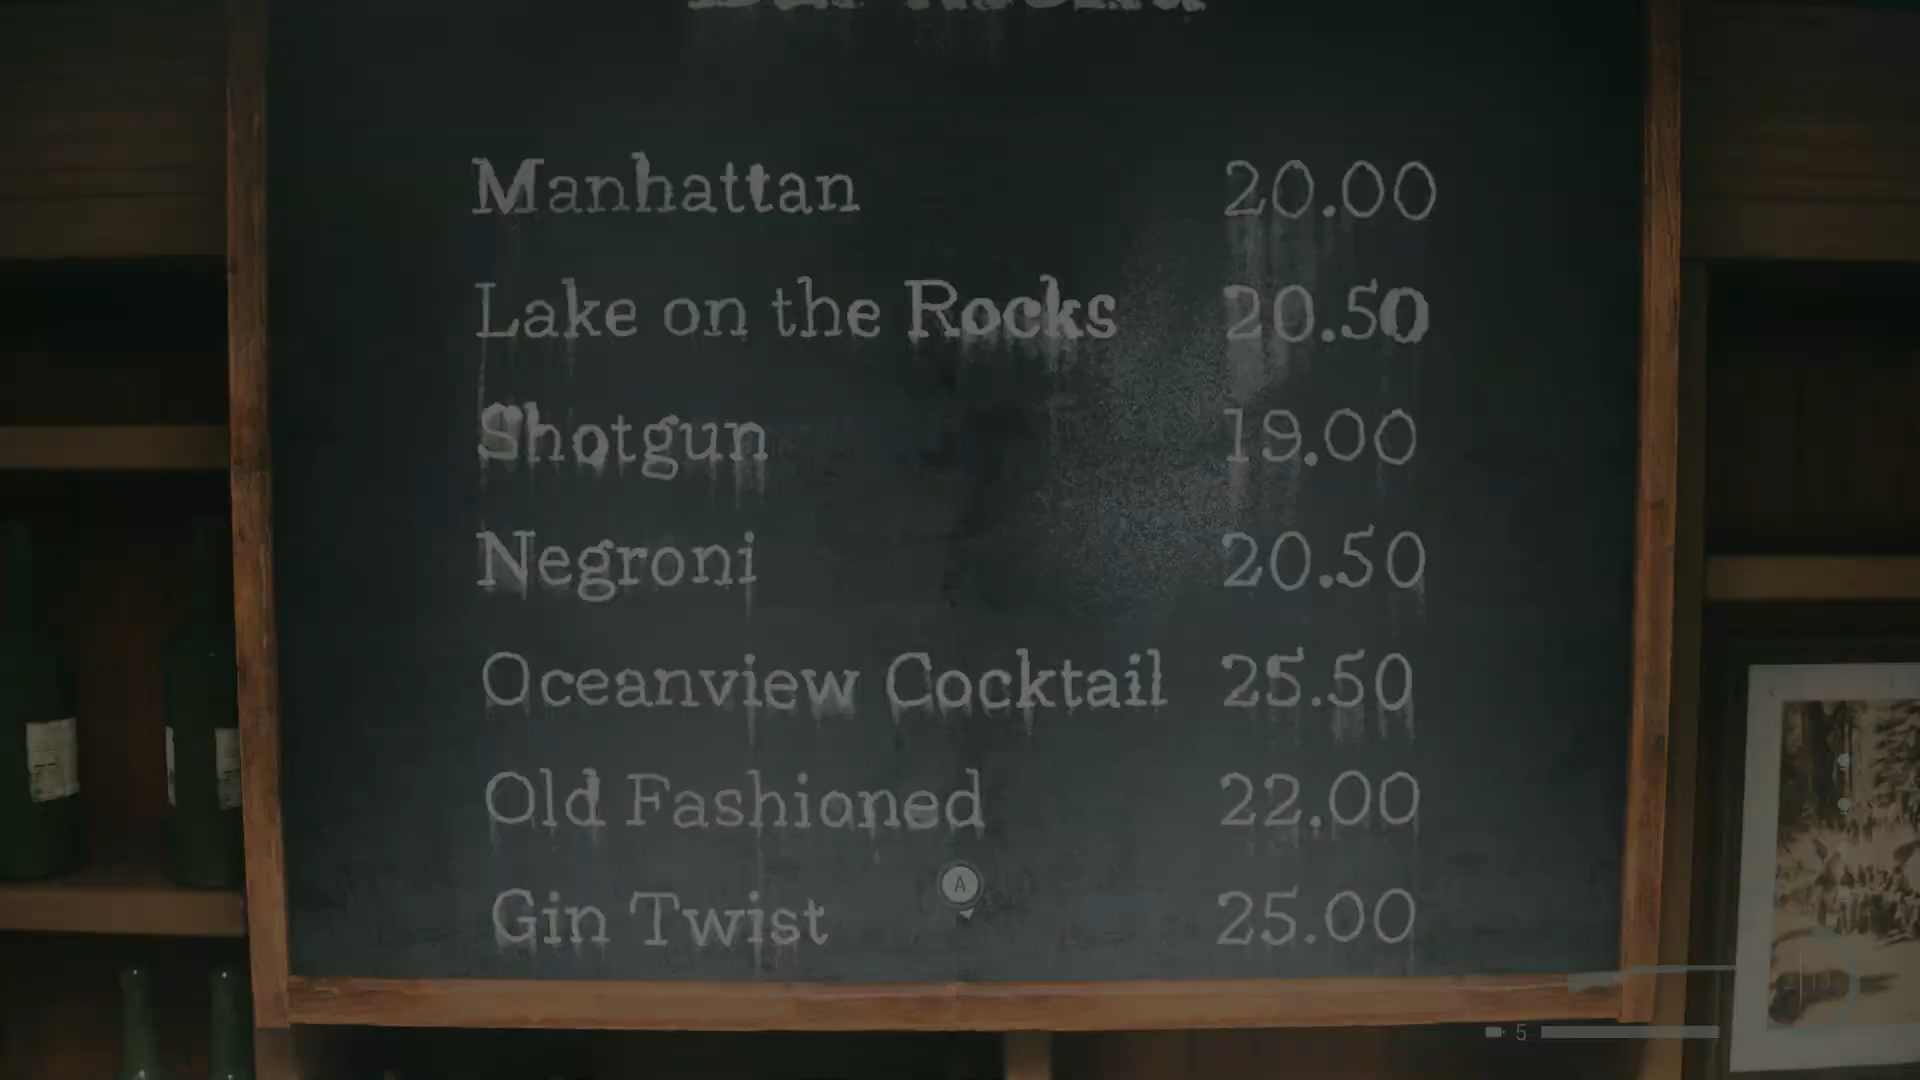 Manhattan 20.00
Lake on the Rocks 20.50
Shotgun 19.00
Negroni 20.50
Oceanview Cocktail 25.50
Old Fashioned 22.00
Gin Twist 25.00
A
5